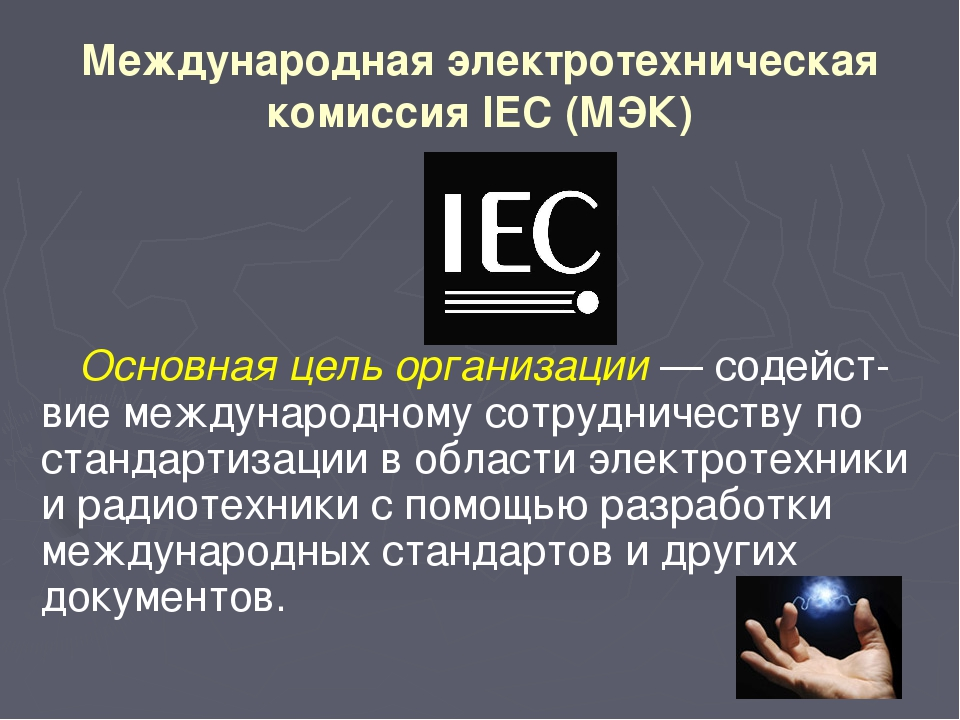 Международная электротехническая
комиссия IEC (МЭК)
IEC
Основная цель организации — содейст-
вие международному сотрудничеству по
стандартизации в области электротехники
и радиотехники с помощью разработки
международных стандартов и других
документов.